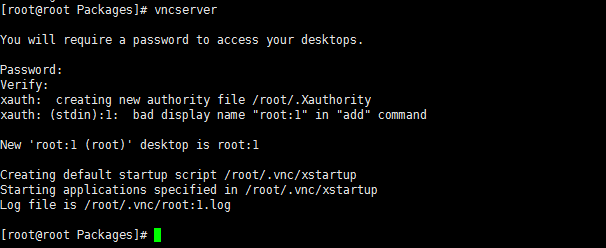 [root@root Packages]# vncserver
You will require a password to access your desktops.
Password:
Verify:
xauth:  creating new authority file /root/.Xauthority
xauth: (stdin):1:  bad display name "root:1" in "add" command
New 'root:1 (root)' desktop is root:1
Creating default startup script /root/.vnc/xstartup
Starting applications specified in /root/.vnc/xstartup
Log file is /root/.vnc/root:1.log
[root@root Packages]#